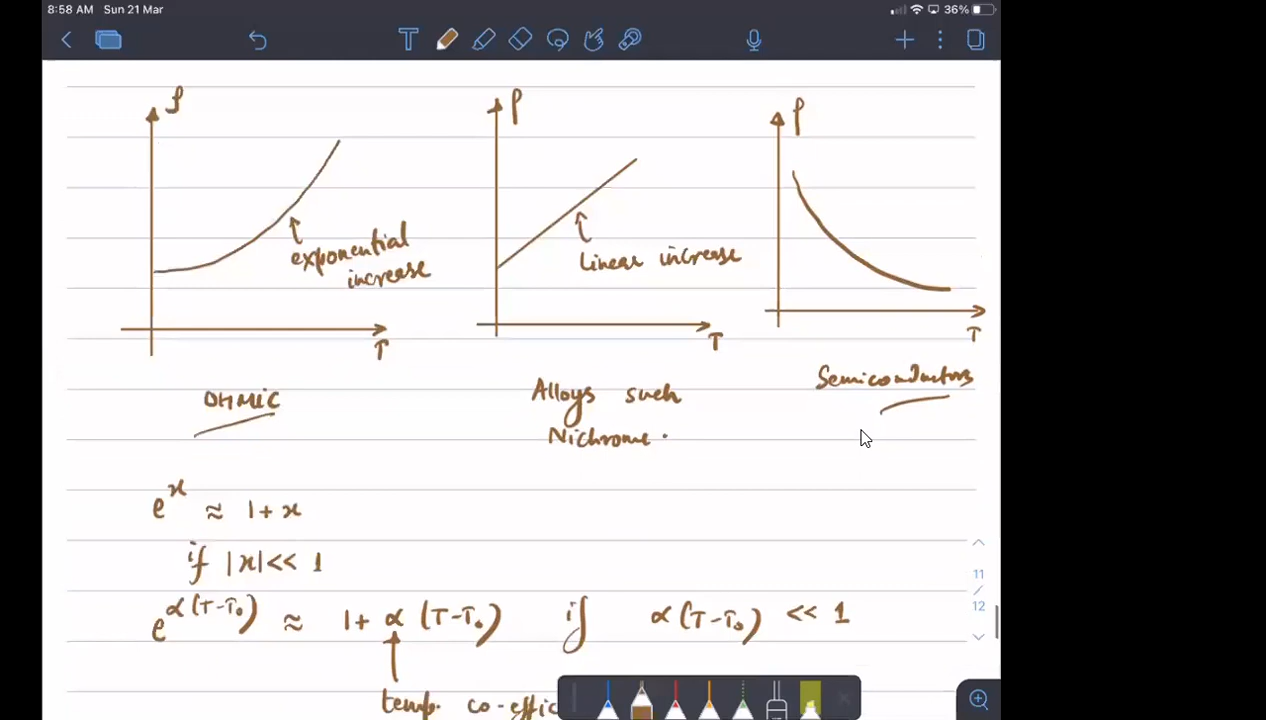 8:58 AM Sun 21 Mar
36%
T
ρ
ρ
ρ
exponential
increase
Linear increase
T
T
T
OHMIC
Alloys such
Nichrome.
Semiconductors
e^x ≈ 1+x
if |x| << 1
e^α(T-T₀) ≈ 1+ α (T-T₀) if α(T-T₀) << 1
temp. co-effic
11
/
12